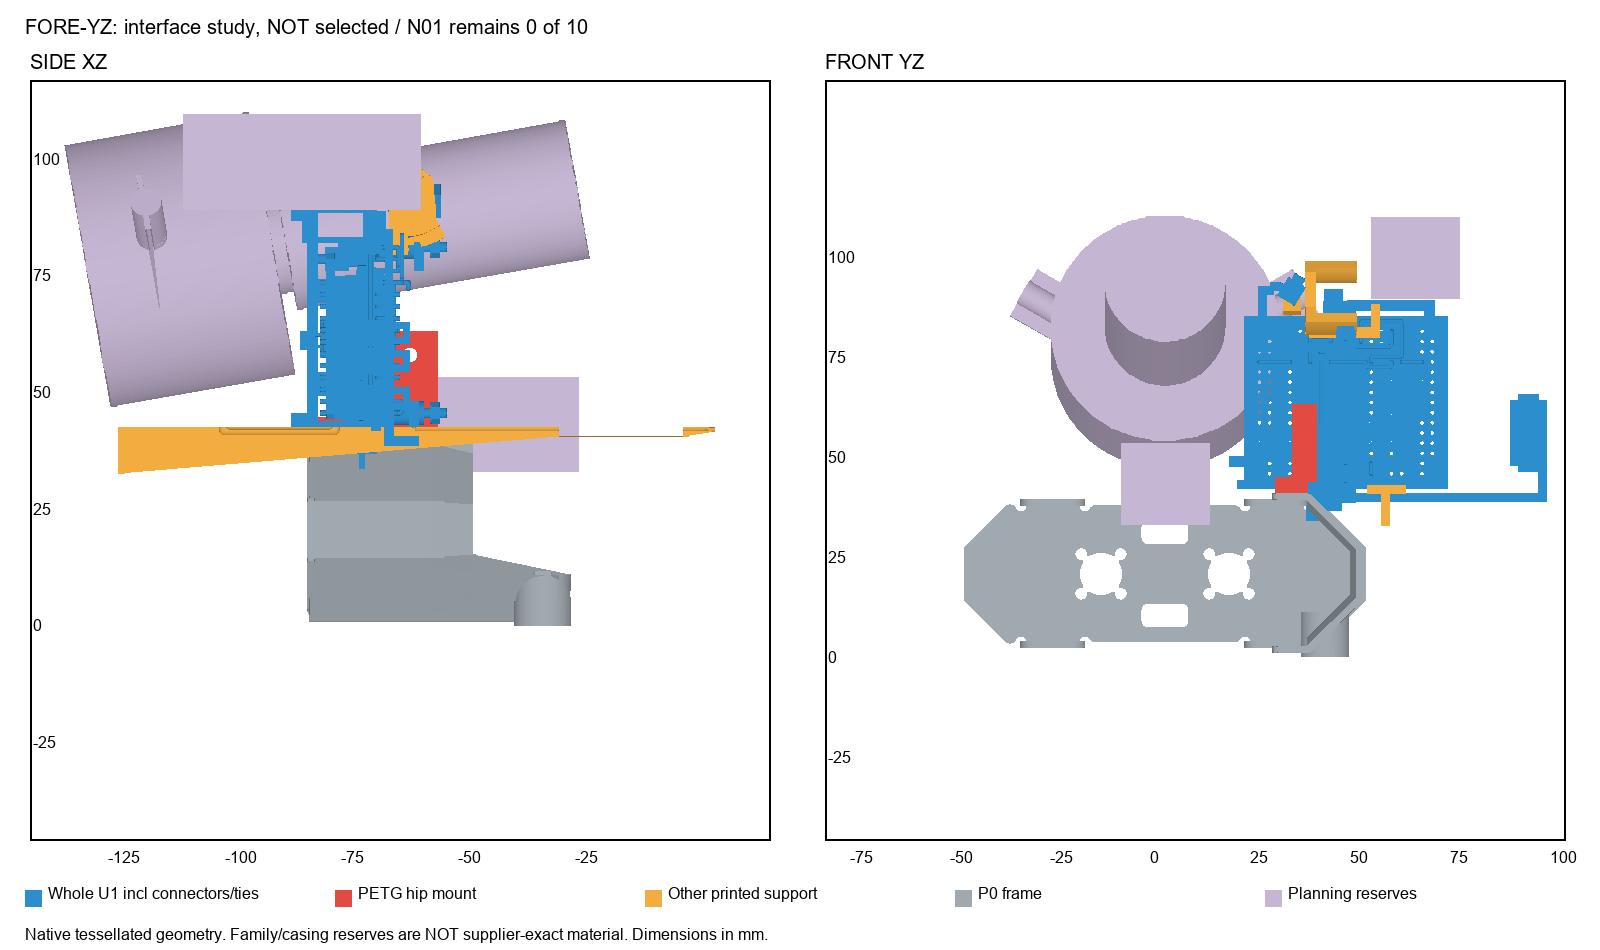 FORE-YZ: interface study, NOT selected / N01 remains 0 of 10
SIDE XZ
FRONT YZ
100
75
50
25
0
-25
-125
-100
-75
-50
-25
100
75
50
25
0
-25
-75
-50
-25
0
25
50
75
100
Whole U1 incl connectors/ties
PETG hip mount
Other printed support
P0 frame
Planning reserves
Native tessellated geometry. Family/casing reserves are NOT supplier-exact material. Dimensions in mm.